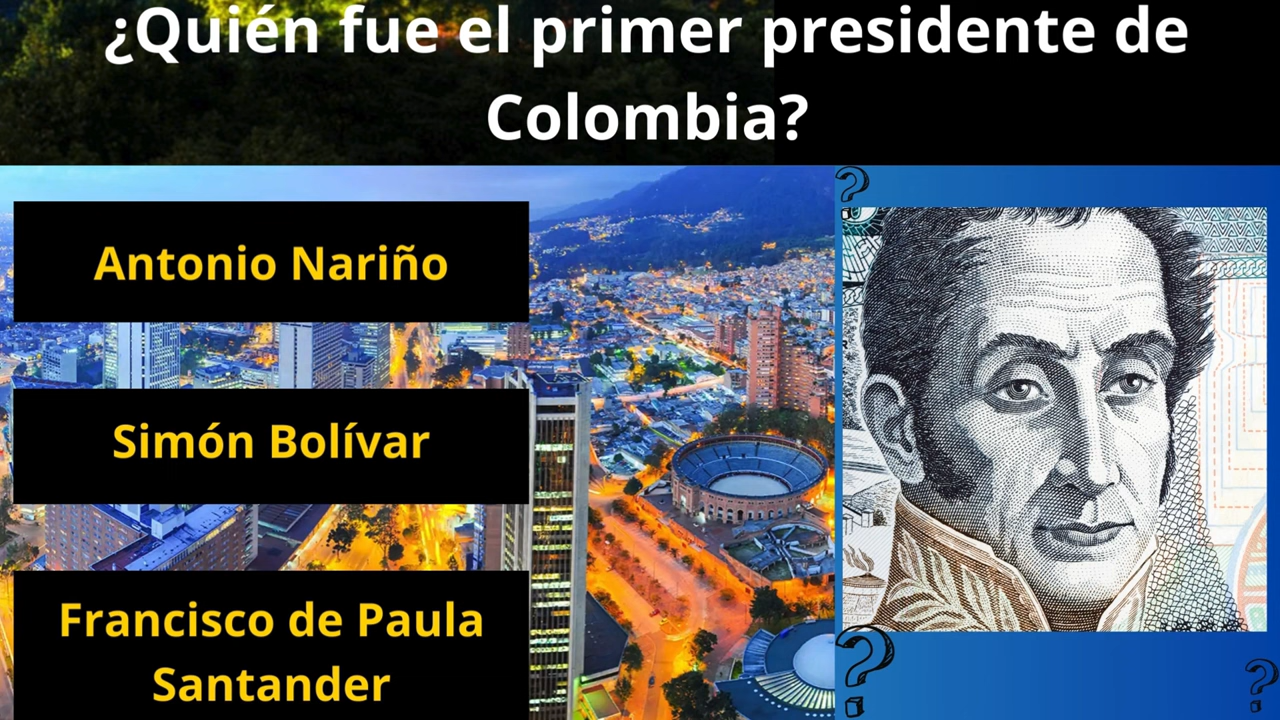 ¿Quién fue el primer presidente de
Colombia?
Antonio Nariño
Simón Bolívar
Francisco de Paula
Santander